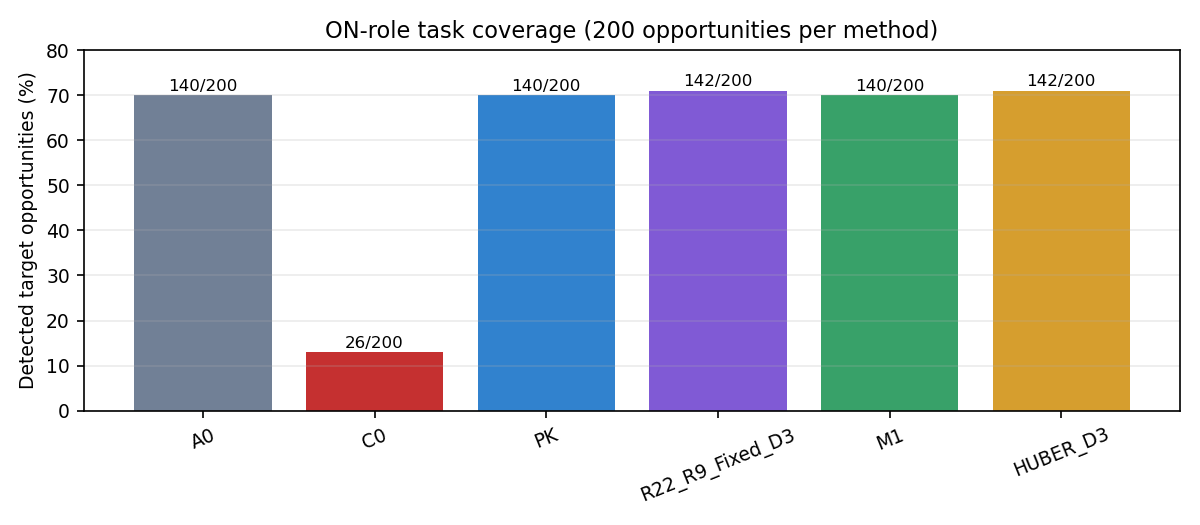 ON-role task coverage (200 opportunities per method)
Detected target opportunities (%)
80
70
60
50
40
30
20
10
0
140/200
26/200
140/200
142/200
140/200
142/200
A0
C0
PK
R22_R9_Fixed_D3
M1
HUBER_D3